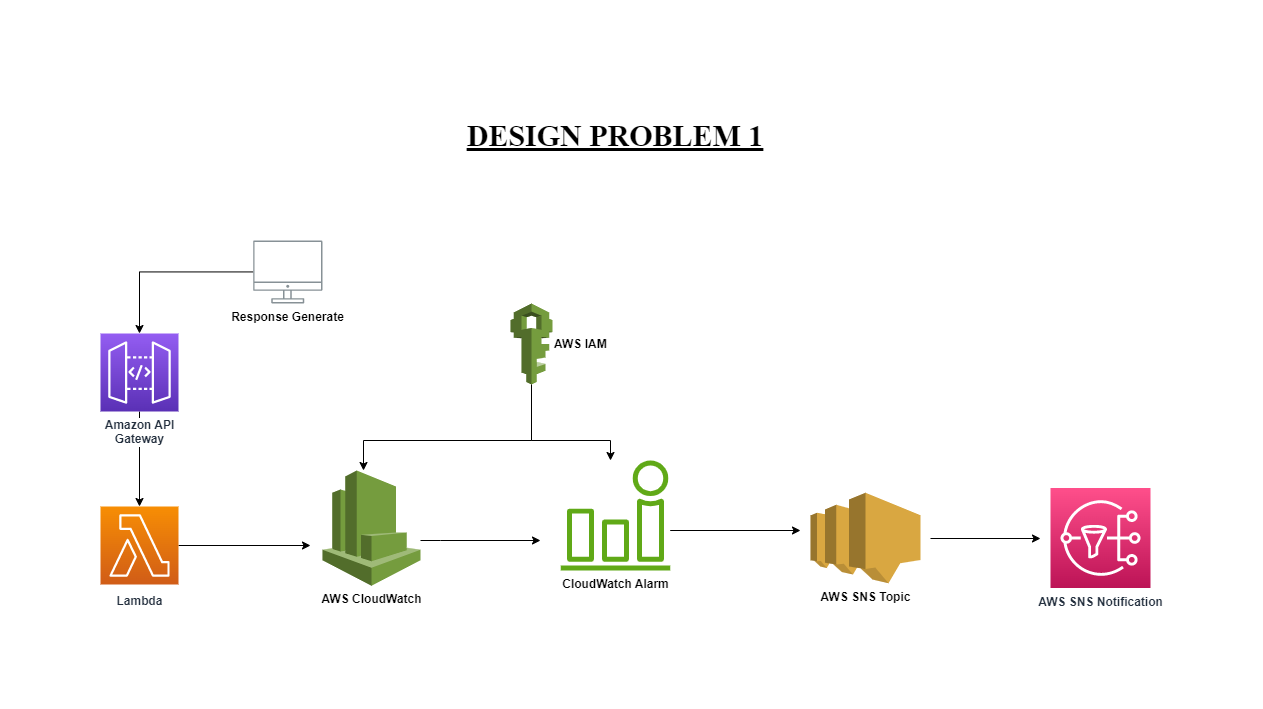 DESIGN PROBLEM 1
Response Generate
AWS IAM
Amazon API
Gateway
</>
Lambda
AWS CloudWatch
CloudWatch Alarm
AWS SNS Topic
AWS SNS Notification